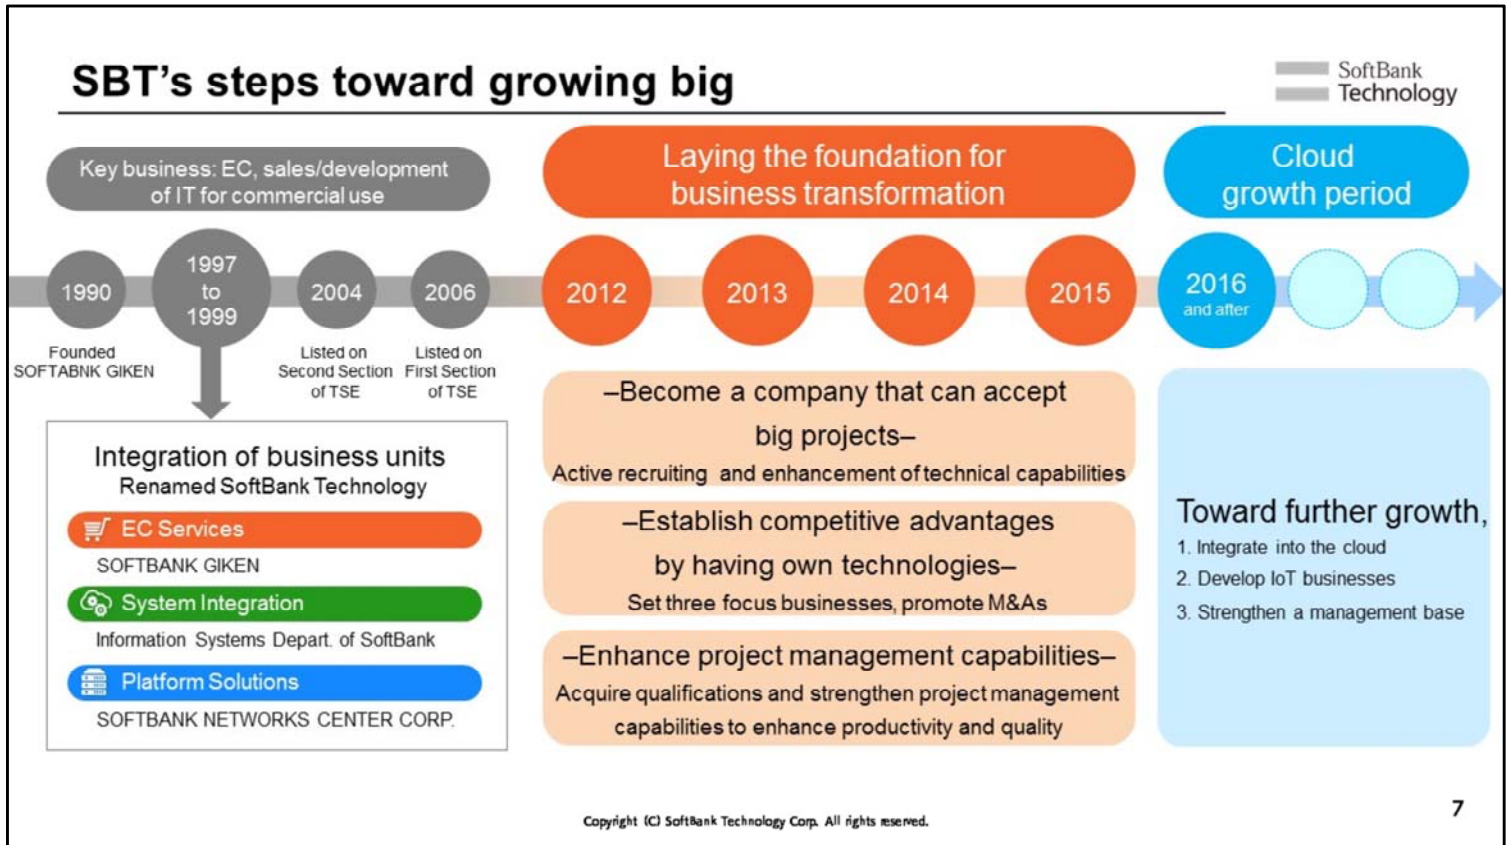 SBT’s steps toward growing big
SoftBank
Technology
Key business: EC, sales/development
of IT for commercial use
Laying the foundation for
business transformation
Cloud
growth period
1990
1997
to
1999
2004
2006
2012
2013
2014
2015
2016
and after
Founded
SOFTABNK GIKEN
Listed on
Second Section
of TSE
Listed on
First Section
of TSE
Integration of business units
Renamed SoftBank Technology
EC Services
SOFTBANK GIKEN
System Integration
Information Systems Depart. of SoftBank
Platform Solutions
SOFTBANK NETWORKS CENTER CORP.
–Become a company that can accept
big projects–
Active recruiting and enhancement of technical capabilities
–Establish competitive advantages
by having own technologies–
Set three focus businesses, promote M&As
–Enhance project management capabilities–
Acquire qualifications and strengthen project management
capabilities to enhance productivity and quality
Toward further growth,
1. Integrate into the cloud
2. Develop IoT businesses
3. Strengthen a management base
Copyright (C) SoftBank Technology Corp. All rights reserved.
7